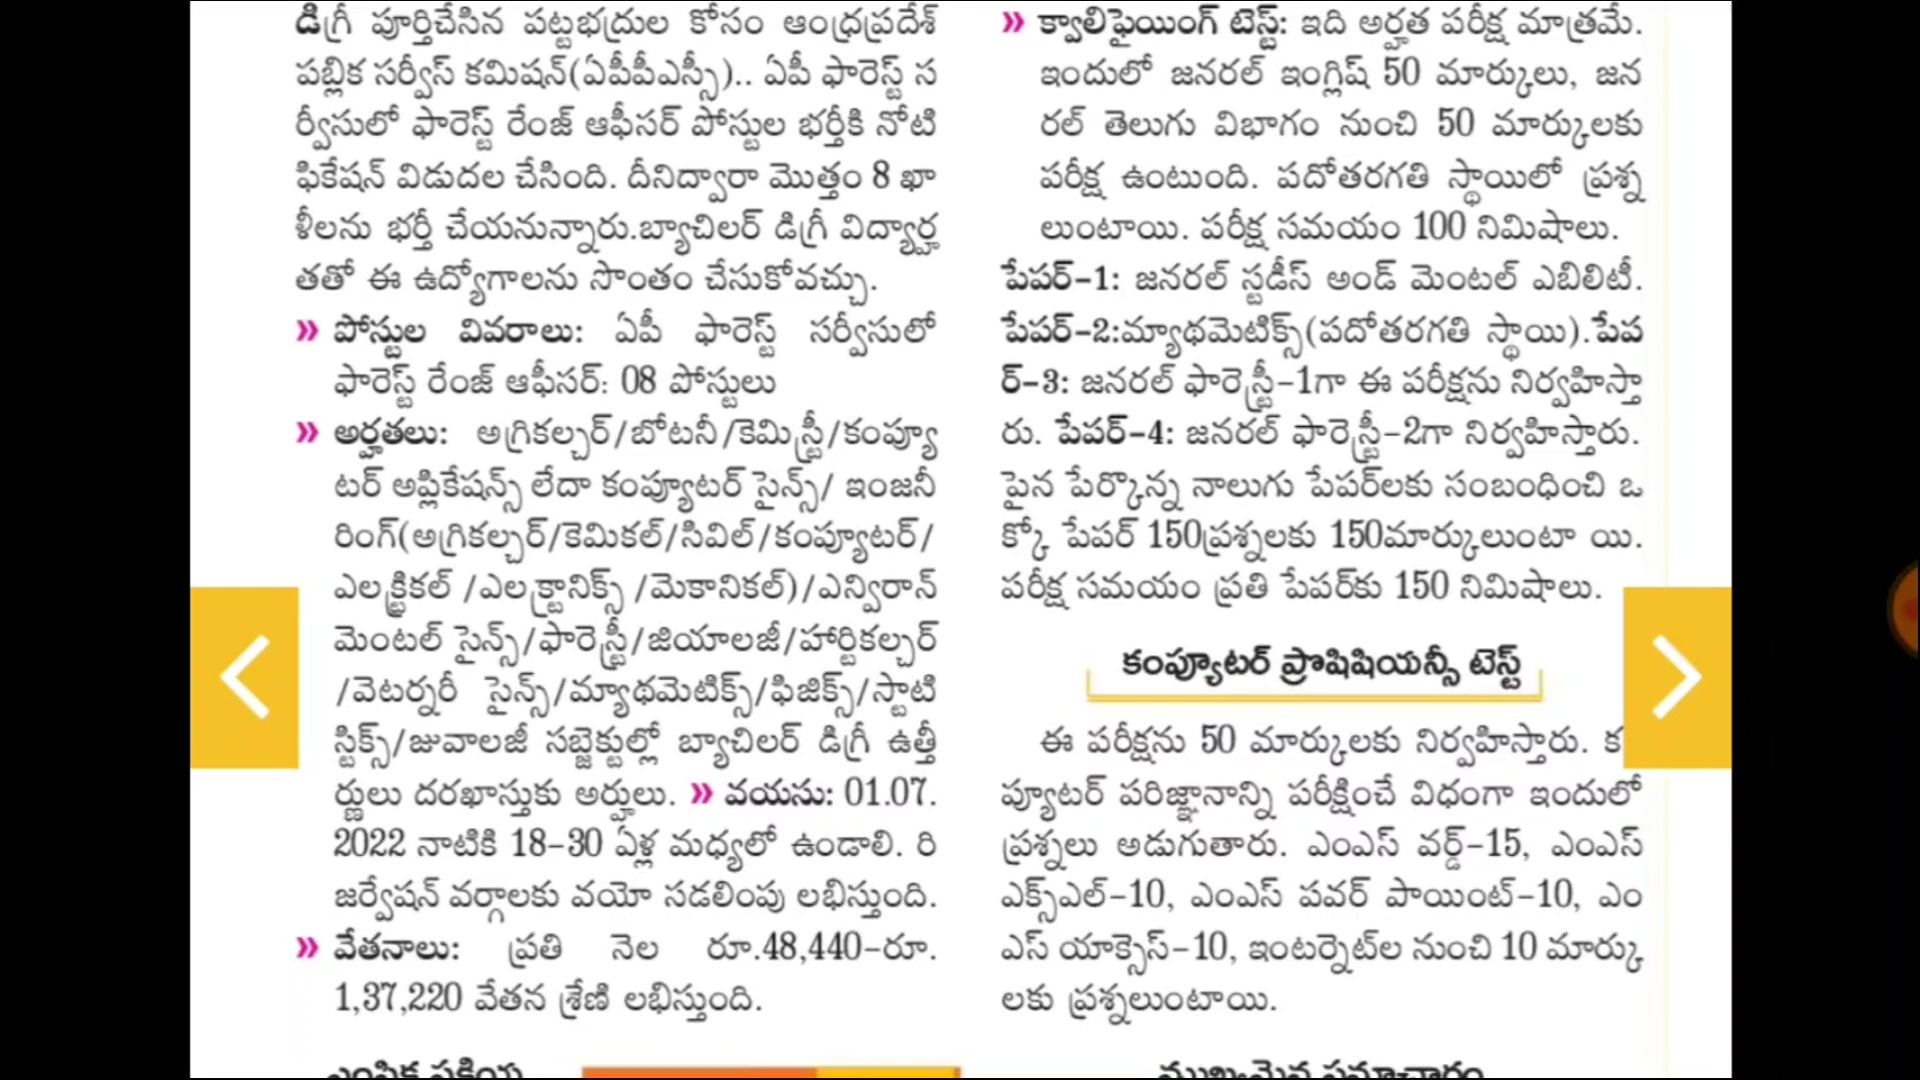 డిగ్రీ పూర్తిచేసిన పట్టభద్రుల కోసం ఆంధ్రప్రదేశ్
పబ్లిక సర్వీస్ కమిషన్(ఏపీపీఎస్సీ).. ఏపీ ఫారెస్ట్ స
ర్వీసులో ఫారెస్ట్ రేంజ్ ఆఫీసర్ పోస్టుల భర్తీకి నోటి
ఫికేషన్ విడుదల చేసింది. దీనిద్వారా మొత్తం 8 ఖా
ళీలను భర్తీ చేయనున్నారు.బ్యాచిలర్ డిగ్రీ విద్యార్హ
తతో ఈ ఉద్యోగాలను సొంతం చేసుకోవచ్చు.
» పోస్టుల వివరాలు: ఏపీ ఫారెస్ట్ సర్వీసులో
ఫారెస్ట్ రేంజ్ ఆఫీసర్: 08 పోస్టులు
» అర్హతలు: అగ్రికల్చర్/బోటనీ/కెమిస్ట్రీ/కంప్యూ
టర్ అప్లికేషన్స్ లేదా కంప్యూటర్ సైన్స్/ ఇంజనీ
రింగ్(అగ్రికల్చర్/కెమికల్/సివిల్/కంప్యూటర్/
ఎలక్ట్రికల్ /ఎలక్ట్రానిక్స్ /మెకానికల్)/ఎన్విరాన్
మెంటల్ సైన్స్/ఫారెస్ట్రీ/జియాలజీ/హార్టికల్చర్
/వెటర్నరీ సైన్స్/మ్యాథమెటిక్స్/ఫిజిక్స్/స్టాటి
స్టిక్స్/జువాలజీ సబ్జెక్టుల్లో బ్యాచిలర్ డిగ్రీ ఉత్తీ
ర్ణులు దరఖాస్తుకు అర్హులు. » వయసు: 01.07.
2022 నాటికి 18-30 ఏళ్ల మధ్యలో ఉండాలి. రి
జర్వేషన్ వర్గాలకు వయో సడలింపు లభిస్తుంది.
» వేతనాలు: ప్రతి నెల రూ.48,440-రూ.
1,37,220 వేతన శ్రేణి లభిస్తుంది.
ఎంపిక ప్రక్రియ
» క్వాలిఫైయింగ్ టెస్ట్: ఇది అర్హత పరీక్ష మాత్రమే.
ఇందులో జనరల్ ఇంగ్లిష్ 50 మార్కులు, జన
రల్ తెలుగు విభాగం నుంచి 50 మార్కులకు
పరీక్ష ఉంటుంది. పదోతరగతి స్థాయిలో ప్రశ్న
లుంటాయి. పరీక్ష సమయం 100 నిమిషాలు.
పేపర్-1: జనరల్ స్టడీస్ అండ్ మెంటల్ ఎబిలిటీ.
పేపర్-2:మ్యాథమెటిక్స్(పదోతరగతి స్థాయి).పేప
ర్-3: జనరల్ ఫారెస్ట్రీ-1గా ఈ పరీక్షను నిర్వహిస్తా
రు. పేపర్-4: జనరల్ ఫారెస్ట్రీ-2గా నిర్వహిస్తారు.
పైన పేర్కొన్న నాలుగు పేపర్‌లకు సంబంధించి ఒ
క్కో పేపర్ 150ప్రశ్నలకు 150మార్కులుంటా యి.
పరీక్ష సమయం ప్రతి పేపర్‌కు 150 నిమిషాలు.
కంప్యూటర్ ప్రొషిషియన్సీ టెస్ట్
ఈ పరీక్షను 50 మార్కులకు నిర్వహిస్తారు. క
ప్యూటర్ పరిజ్ఞానాన్ని పరీక్షించే విధంగా ఇందులో
ప్రశ్నలు అడుగుతారు. ఎంఎస్ వర్డ్-15, ఎంఎస్
ఎక్స్ఎల్-10, ఎంఎస్ పవర్ పాయింట్-10, ఎం
ఎస్ యాక్సెస్-10, ఇంటర్నెట్‌ల నుంచి 10 మార్కు
లకు ప్రశ్నలుంటాయి.
ముఖ్యమైన సమాచారం